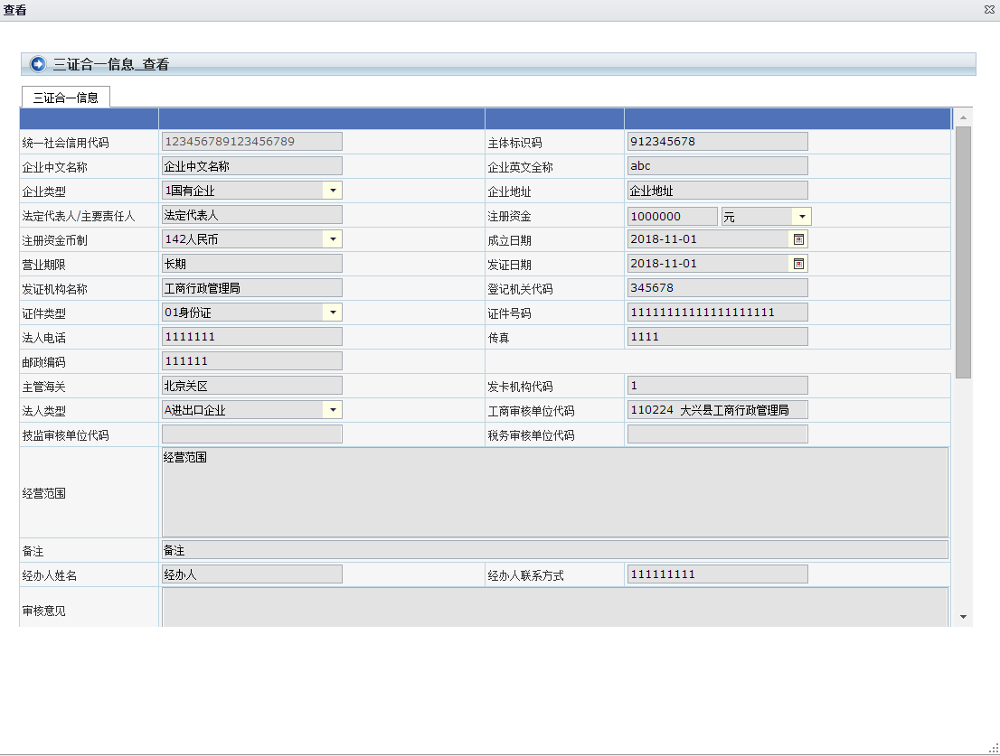 查看
三证合一信息_查看
三证合一信息
统一社会信用代码 123456789123456789 主体标识码 912345678
企业中文名称 企业中文名称 企业英文全称 abc
企业类型 1国有企业 企业地址 企业地址
法定代表人/主要责任人 法定代表人 注册资金 1000000 元
注册资金币制 142人民币 成立日期 2018-11-01
营业期限 长期 发证日期 2018-11-01
发证机构名称 工商行政管理局 登记机关代码 345678
证件类型 01身份证 证件号码 111111111111111111
法人电话 1111111 传真 1111
邮政编码 111111
主管海关 北京关区 发卡机构代码 1
法人类型 A进出口企业 工商审核单位代码 110224 大兴县工商行政管理局
技监审核单位代码 税务审核单位代码
经营范围 经营范围
备注 备注
经办人姓名 经办人 经办人联系方式 111111111
审核意见